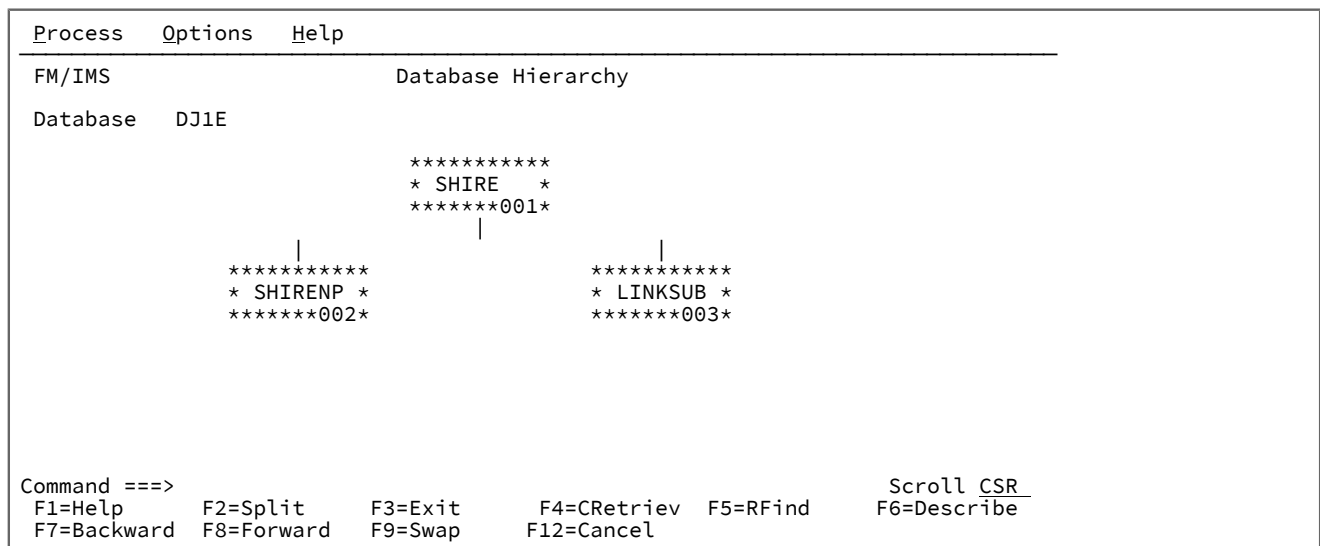 Process Options Help
FM/IMS Database Hierarchy
Database DJ1E
***********
* SHIRE *
*******001*
|
| |
*********** ***********
* SHIRENP * * LINKSUB *
*******002* *******003*
Command ===> Scroll CSR
F1=Help F2=Split F3=Exit F4=CRetriev F5=RFind F6=Describe
F7=Backward F8=Forward F9=Swap F12=Cancel